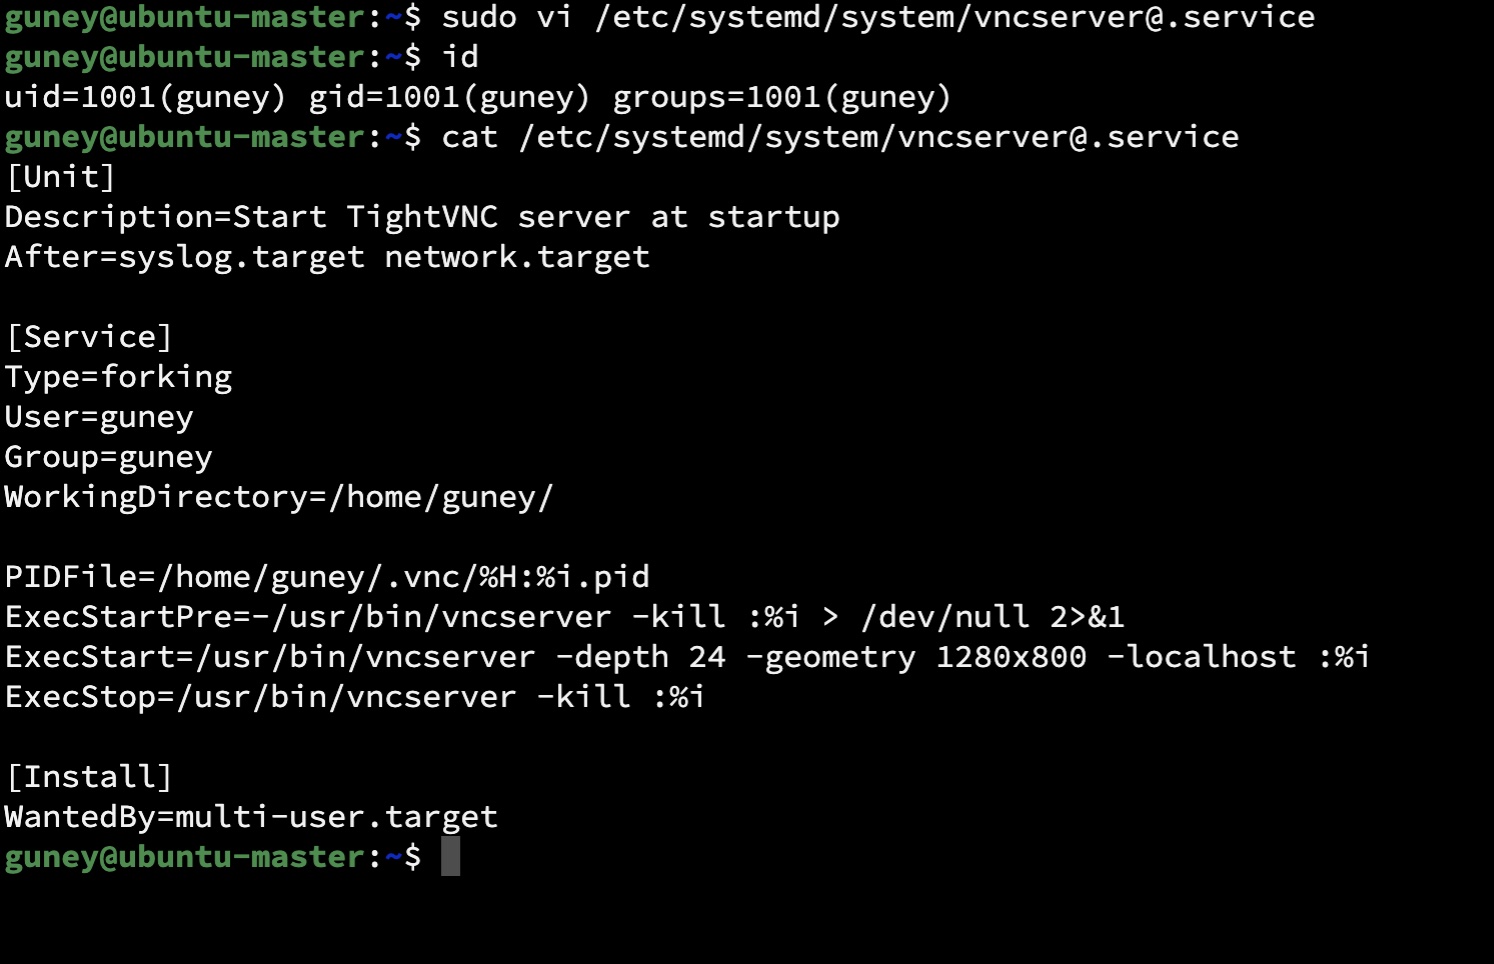 guney@ubuntu-master:~$ sudo vi /etc/systemd/system/vncserver@.service
guney@ubuntu-master:~$ id
uid=1001(guney) gid=1001(guney) groups=1001(guney)
guney@ubuntu-master:~$ cat /etc/systemd/system/vncserver@.service
[Unit]
Description=Start TightVNC server at startup
After=syslog.target network.target
[Service]
Type=forking
User=guney
Group=guney
WorkingDirectory=/home/guney/
PIDFile=/home/guney/.vnc/%H:%i.pid
ExecStartPre=-/usr/bin/vncserver -kill :%i > /dev/null 2>&1
ExecStart=/usr/bin/vncserver -depth 24 -geometry 1280x800 -localhost :%i
ExecStop=/usr/bin/vncserver -kill :%i
[Install]
WantedBy=multi-user.target
guney@ubuntu-master:~$